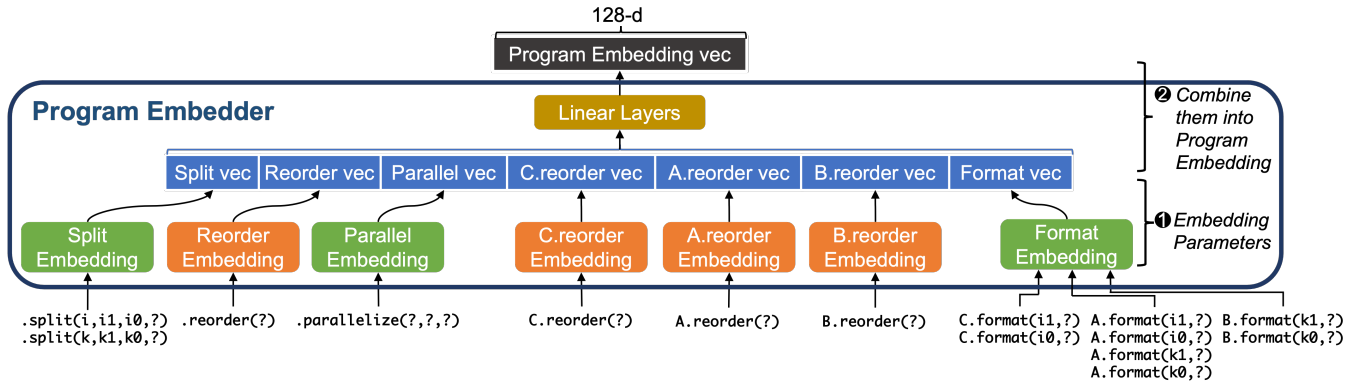 128-d
Program Embedding vec
Program Embedder
Linear Layers
❷ Combine
them into
Program
Embedding
Split vec
Reorder vec
Parallel vec
C.reorder vec
A.reorder vec
B.reorder vec
Format vec
❶ Embedding
Parameters
Split
Embedding
Reorder
Embedding
Parallel
Embedding
C.reorder
Embedding
A.reorder
Embedding
B.reorder
Embedding
Format
Embedding
.split(i,i1,i0,?)
.split(k,k1,k0,?)
.reorder(?)
.parallelize(?,?,?)
C.reorder(?)
A.reorder(?)
B.reorder(?)
C.format(i1,?)
C.format(i0,?)
A.format(i1,?)
A.format(i0,?)
A.format(k1,?)
A.format(k0,?)
B.format(k1,?)
B.format(k0,?)